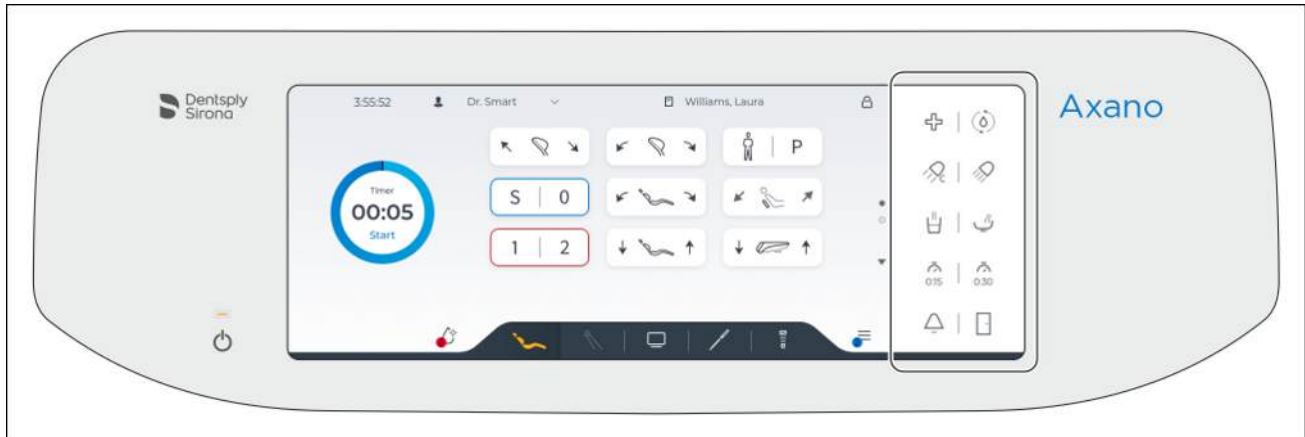 Dentsply
Sirona
3:55:52 Dr. Smart Williams, Laura
Axano
P
Timer
00:05
Start
S | 0
1 | 2
0:15 | 0:30